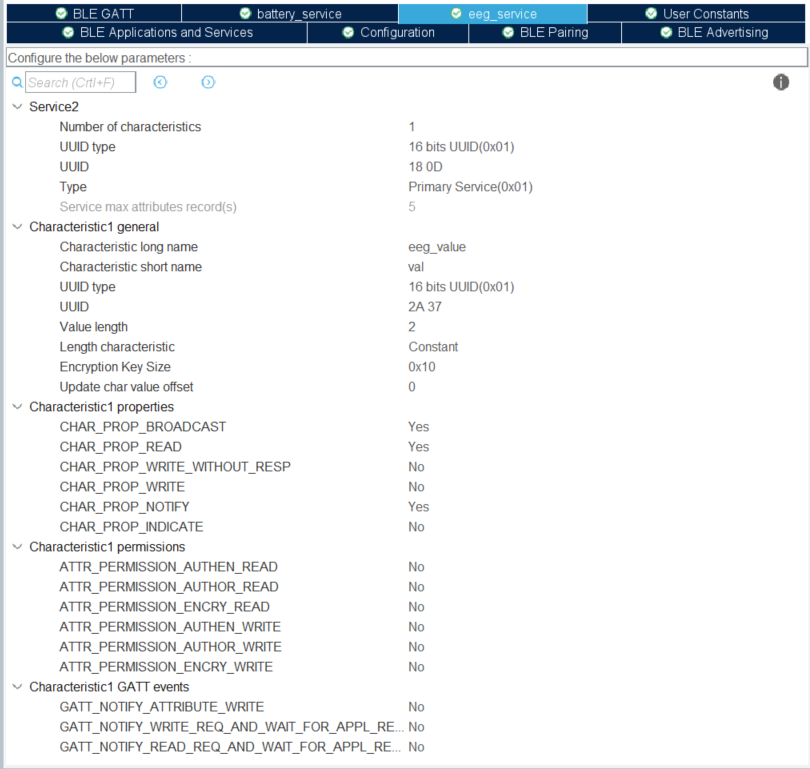 BLE GATT battery_service eeg_service User Constants
BLE Applications and Services Configuration BLE Pairing BLE Advertising
Configure the below parameters :
Search (Crtl+F)
Service2
Number of characteristics 1
UUID type 16 bits UUID(0x01)
UUID 18 0D
Type Primary Service(0x01)
Service max attributes record(s) 5
Characteristic1 general
Characteristic long name eeg_value
Characteristic short name val
UUID type 16 bits UUID(0x01)
UUID 2A 37
Value length 2
Length characteristic Constant
Encryption Key Size 0x10
Update char value offset 0
Characteristic1 properties
CHAR_PROP_BROADCAST Yes
CHAR_PROP_READ Yes
CHAR_PROP_WRITE_WITHOUT_RESP No
CHAR_PROP_WRITE No
CHAR_PROP_NOTIFY Yes
CHAR_PROP_INDICATE No
Characteristic1 permissions
ATTR_PERMISSION_AUTHEN_READ No
ATTR_PERMISSION_AUTHOR_READ No
ATTR_PERMISSION_ENCRY_READ No
ATTR_PERMISSION_AUTHEN_WRITE No
ATTR_PERMISSION_AUTHOR_WRITE No
ATTR_PERMISSION_ENCRY_WRITE No
Characteristic1 GATT events
GATT_NOTIFY_ATTRIBUTE_WRITE No
GATT_NOTIFY_WRITE_REQ_AND_WAIT_FOR_APPL_RE... No
GATT_NOTIFY_READ_REQ_AND_WAIT_FOR_APPL_RE... No